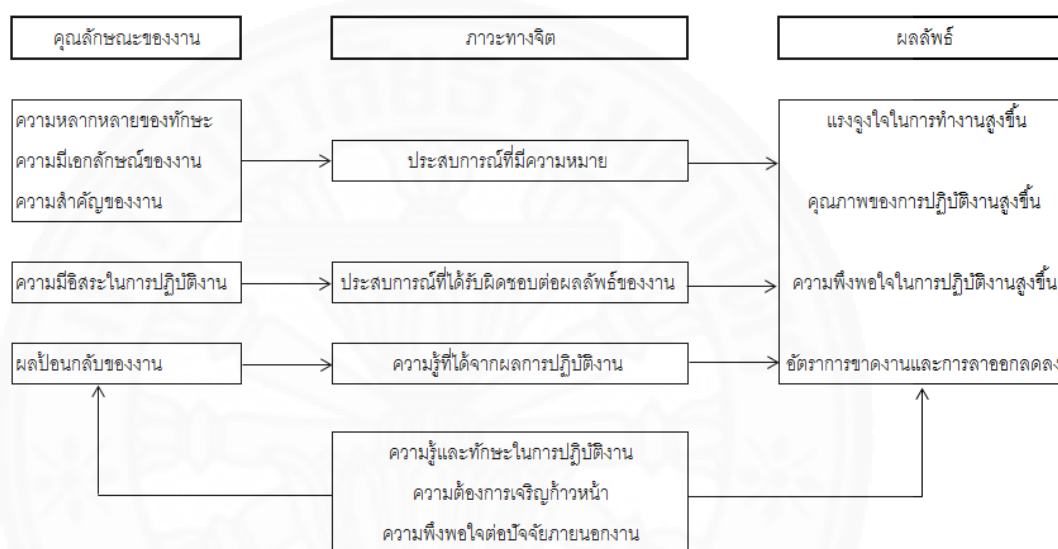 คุณลักษณะของงาน
ภาวะทางจิต
ผลลัพธ์
ความหลากหลายของทักษะ
ความมีเอกลักษณ์ของงาน
ความสำคัญของงาน
ประสบการณ์ที่มีความหมาย
แรงจูงใจในการทำงานสูงขึ้น
คุณภาพของการปฏิบัติงานสูงขึ้น
ความมีอิสระในการปฏิบัติงาน
ประสบการณ์ที่ได้รับผิดชอบต่อผลลัพธ์ของงาน
ความพึงพอใจในการปฏิบัติงานสูงขึ้น
ผลป้อนกลับของงาน
ความรู้ที่ได้จากผลการปฏิบัติงาน
อัตราการขาดงานและการลาออกลดลง
ความรู้และทักษะในการปฏิบัติงาน
ความต้องการเจริญก้าวหน้า
ความพึงพอใจต่อปัจจัยภายนอกงาน